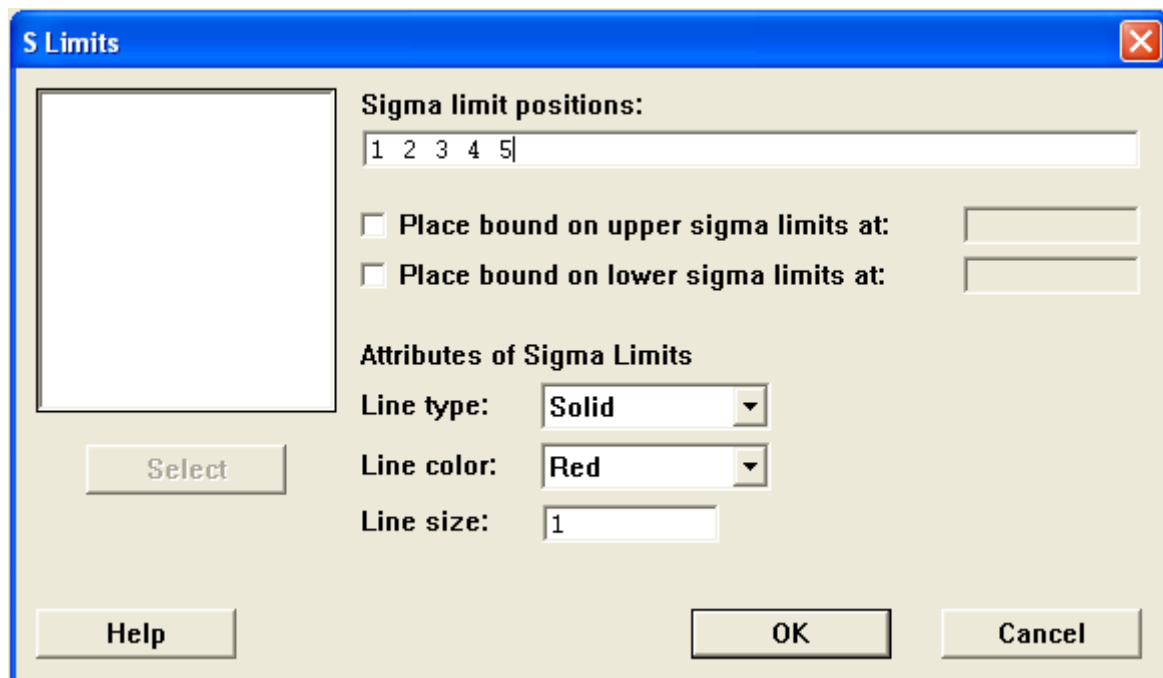 S Limits
Sigma limit positions:
1 2 3 4 5
Place bound on upper sigma limits at:
Place bound on lower sigma limits at:
Attributes of Sigma Limits
Line type: Solid
Line color: Red
Line size: 1
Select
Help OK Cancel